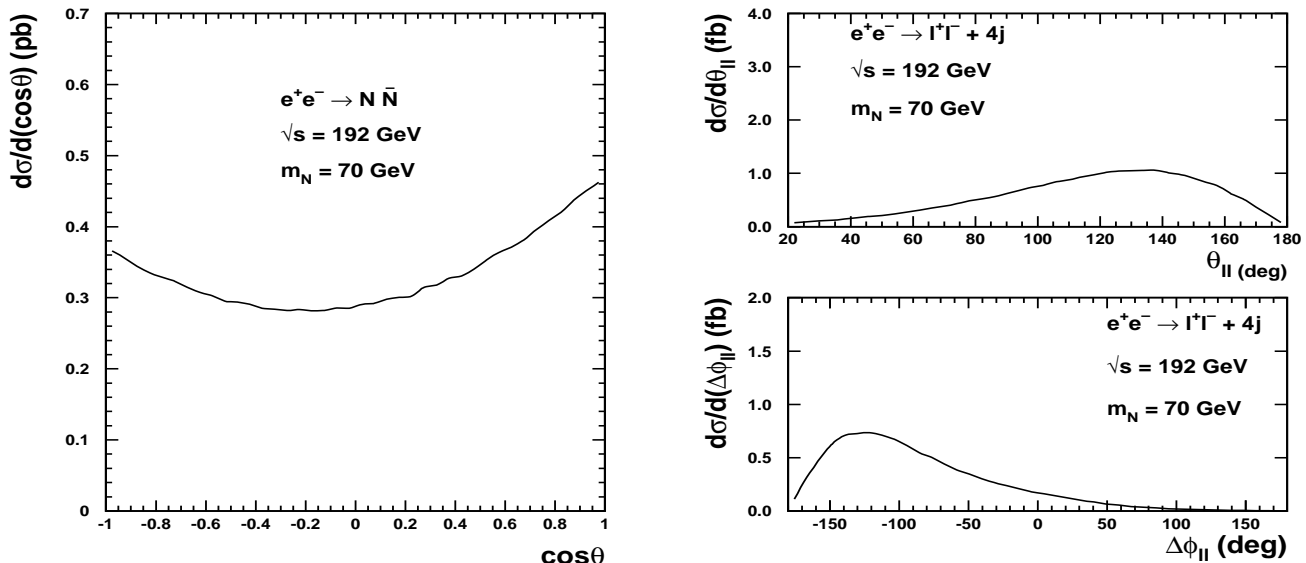 dσ/d(cosθ) (pb)
0.7
0.6
0.5
0.4
0.3
0.2
0.1
0
e⁺e⁻ → N N̄
√s = 192 GeV
m_N = 70 GeV
-1 -0.8 -0.6 -0.4 -0.2 0 0.2 0.4 0.6 0.8 1
cosθ
dσ/dθ_ll (fb)
4.0
3.0
2.0
1.0
0.0
e⁺e⁻ → l⁺l⁻ + 4j
√s = 192 GeV
m_N = 70 GeV
20 40 60 80 100 120 140 160 180
θ_ll (deg)
dσ/d(Δϕ_ll) (fb)
2.0
1.5
1.0
0.5
0.0
e⁺e⁻ → l⁺l⁻ + 4j
√s = 192 GeV
m_N = 70 GeV
-150 -100 -50 0 50 100 150
Δϕ_ll (deg)